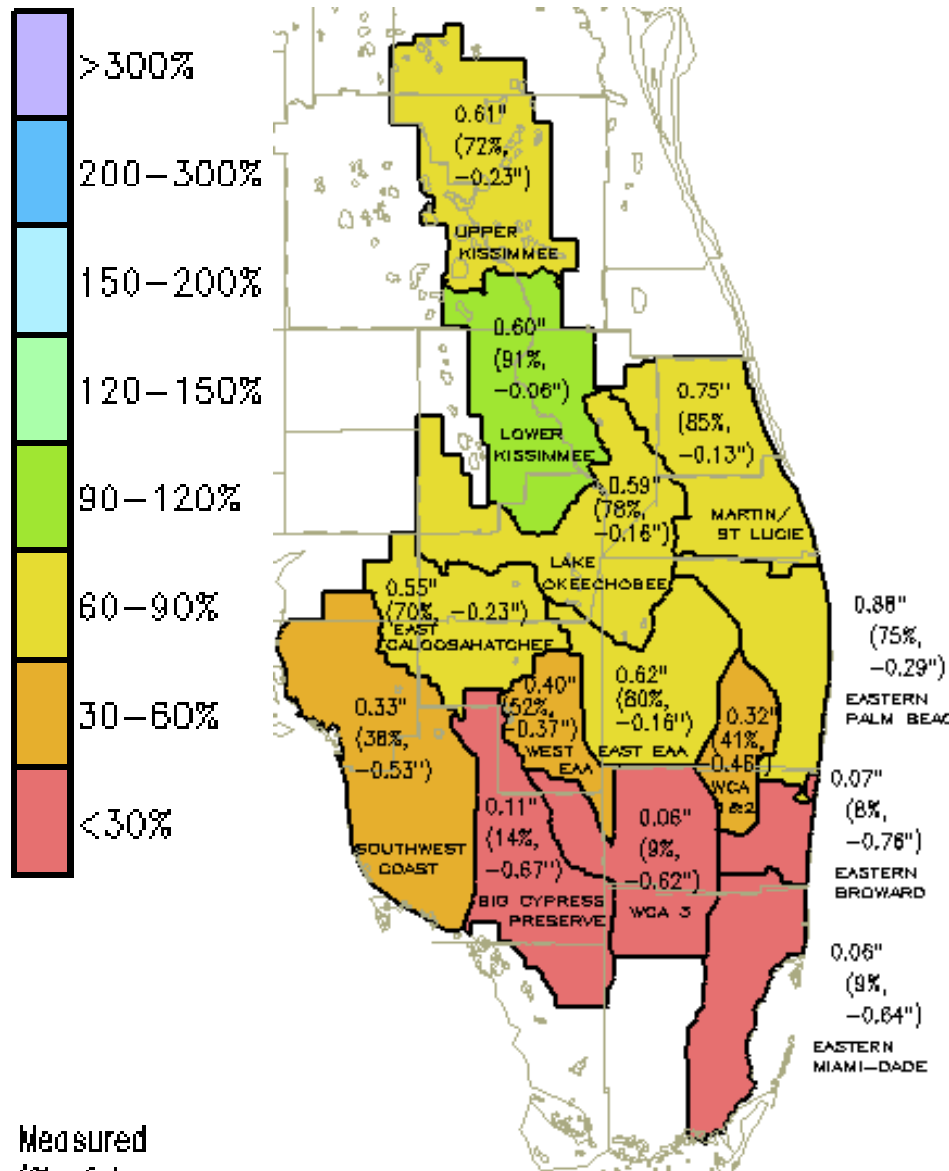 >300%
200-300%
150-200%
120-150%
90-120%
60-90%
30-60%
<30%
0.61"
(72%,
-0.23")
UPPER
KISSIMMEE
0.60"
(91%,
-0.06")
LOWER
KISSIMMEE
0.75"
(85%,
-0.13")
MARTIN/
ST LUCIE
0.59"
(78%,
-0.16")
LAKE
OKEECHOBEE
0.55"
(70%, -0.23")
EAST
CALOOSAHATCHEE
0.88"
(75%,
-0.29")
EASTERN
PALM BEAC
0.33"
(38%,
-0.53")
SOUTHWEST
COAST
0.40"
(52%,
-0.37")
WEST
EAA
0.62"
(80%,
-0.16")
EAST EAA
0.32"
(41%,
-0.46")
WCA
1&2
0.07"
(8%,
-0.76")
EASTERN
BROWARD
0.11"
(14%,
-0.67")
BIG CYPRESS
PRESERVE
0.06"
(9%,
-0.62")
WCA 3
0.06"
(9%,
-0.64")
EASTERN
MIAMI-DADE
Measured